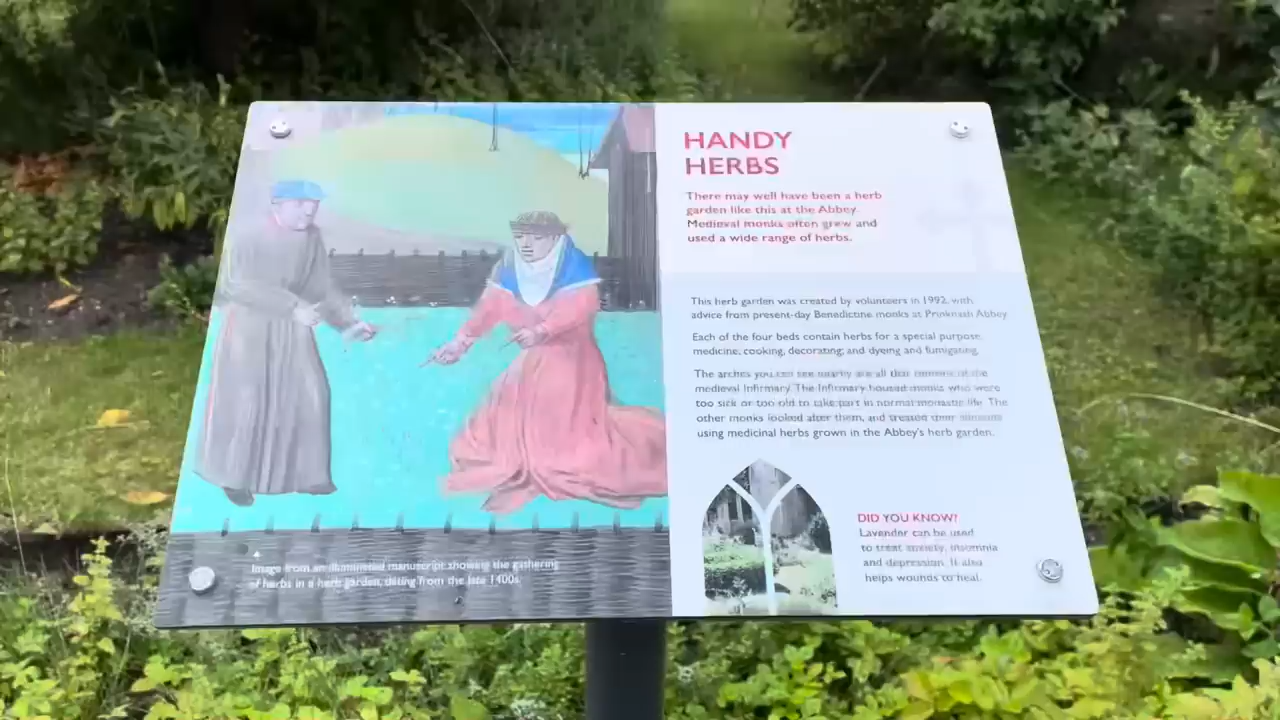 HANDY
HERBS
There may well have been a herb
garden like this at the Abbey.
Medieval monks often grew and
used a wide range of herbs.
This herb garden was created by volunteers in 1992, with
advice from present-day Benedictine monks at Prinknash Abbey.
Each of the four beds contain herbs for a special purpose:
medicine, cooking, decorating, and dyeing and fumigating.
The arches you can see nearby are all that remains of the
medieval Infirmary. The Infirmary housed monks who were
too sick or too old to take part in normal monastic life. The
other monks looked after them, and treated their ailments
using medicinal herbs grown in the Abbey's herb garden.
DID YOU KNOW?
Lavender can be used
to treat anxiety, insomnia
and depression. It also
helps wounds to heal.
Image from an illuminated manuscript showing the gathering
of herbs in a herb garden, dating from the late 1400s.